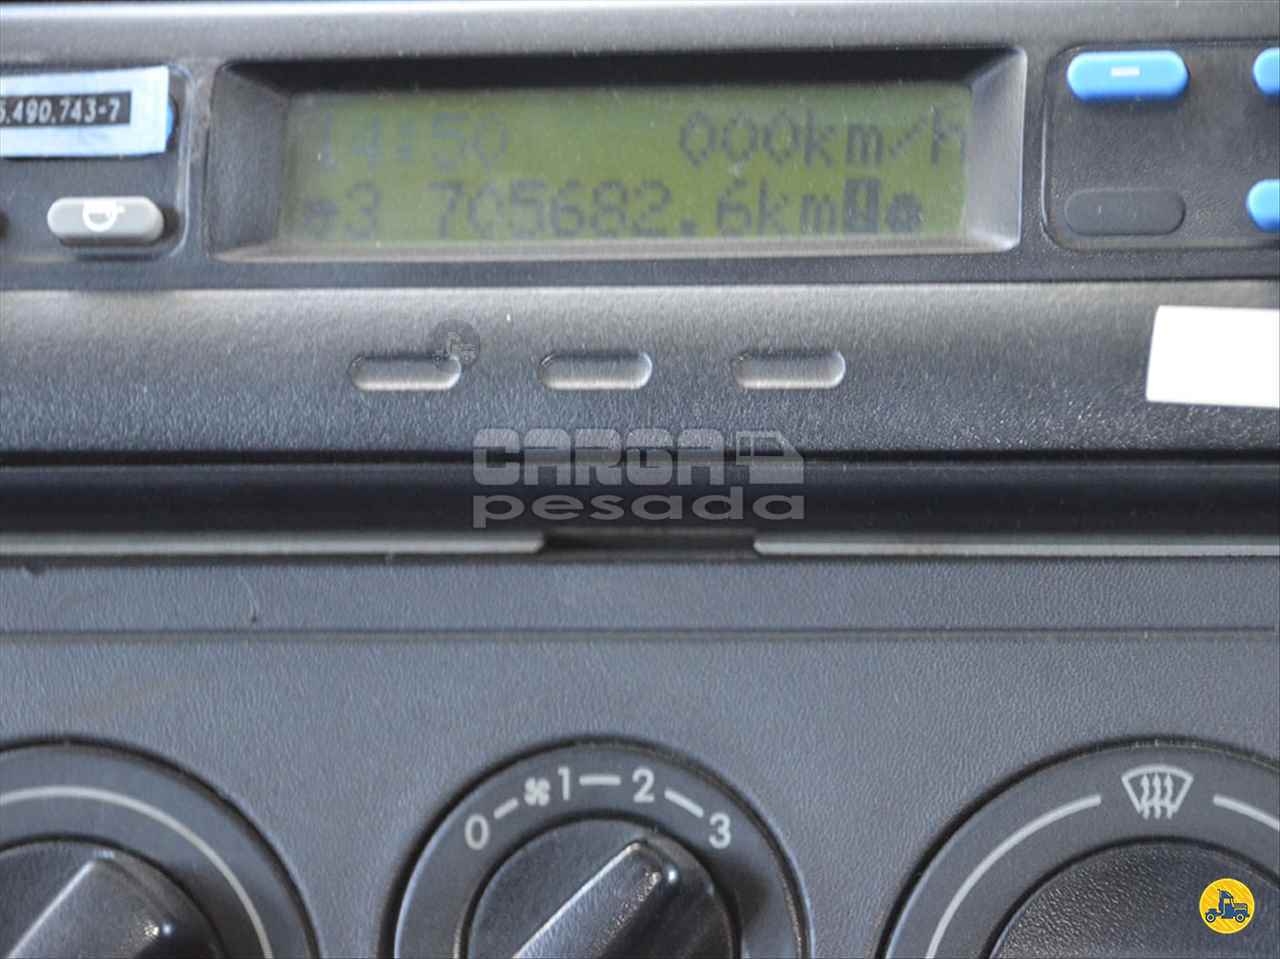 5.490.743-7
14:50 000km/h
3 705682.6km
CARGA
pesada
0 1 2 3